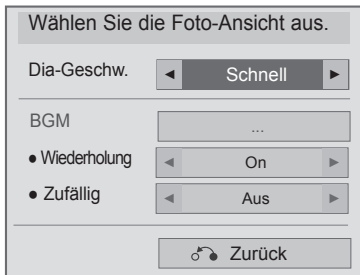 Wählen Sie die Foto-Ansicht aus.
Dia-Geschw. ◄ Schnell ►
BGM ...
• Wiederholung ◄ On ►
• Zufällig ◄ Aus ►
Zurück